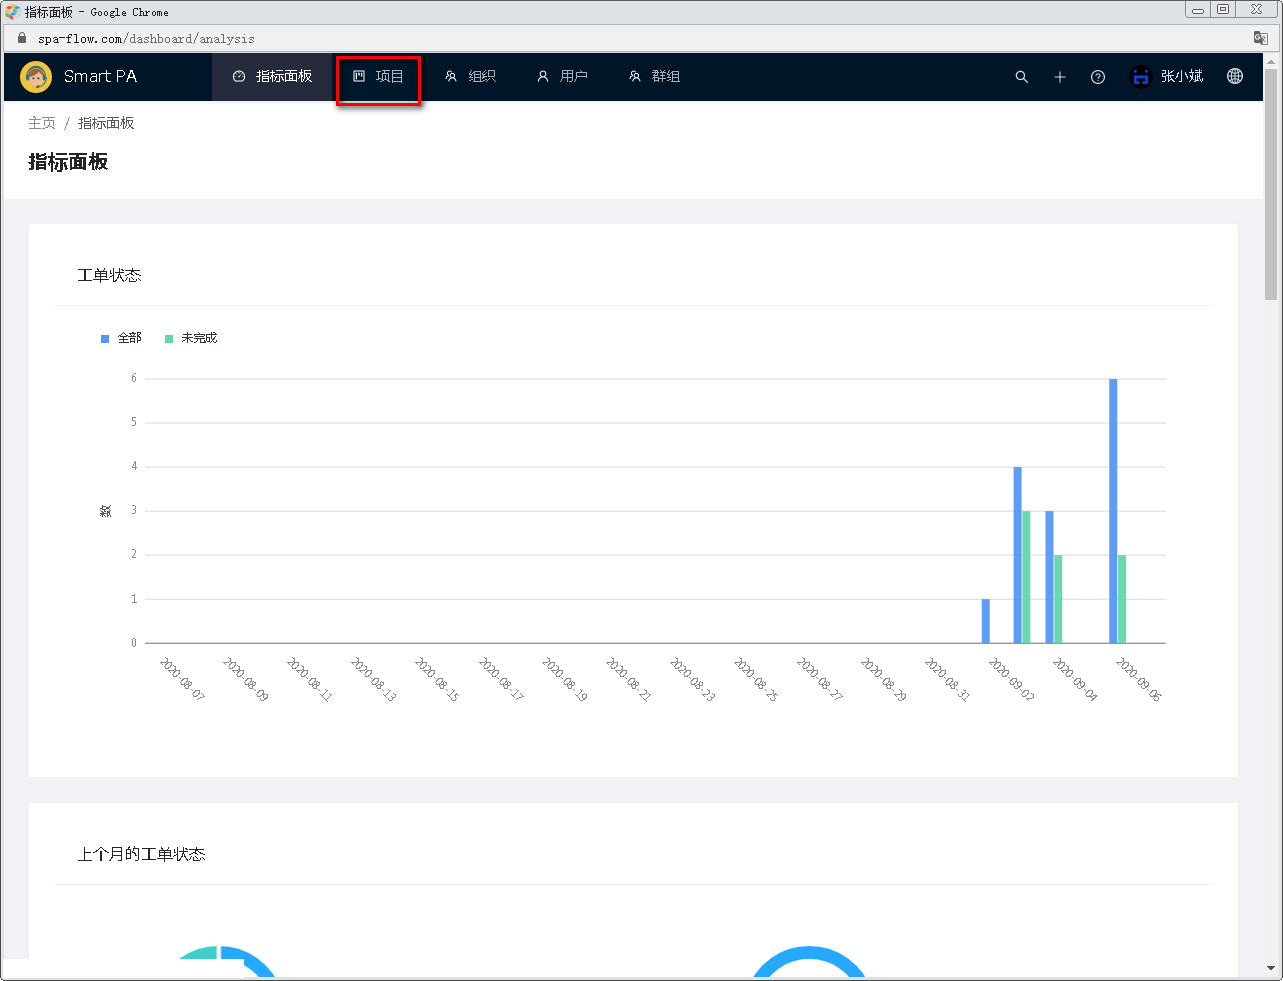 指标面板 - Google Chrome
spa-flow.com/dashboard/analysis
Smart PA 指标面板 项目 组织 用户 群组 张小斌
主页 / 指标面板
指标面板
工单状态
全部 未完成
6
5
4
数
3
2
1
0
2020-08-07 2020-08-09 2020-08-11 2020-08-13 2020-08-15 2020-08-17 2020-08-19 2020-08-21 2020-08-23 2020-08-25 2020-08-27 2020-08-29 2020-08-31 2020-09-02 2020-09-04 2020-09-06
上个月的工单状态